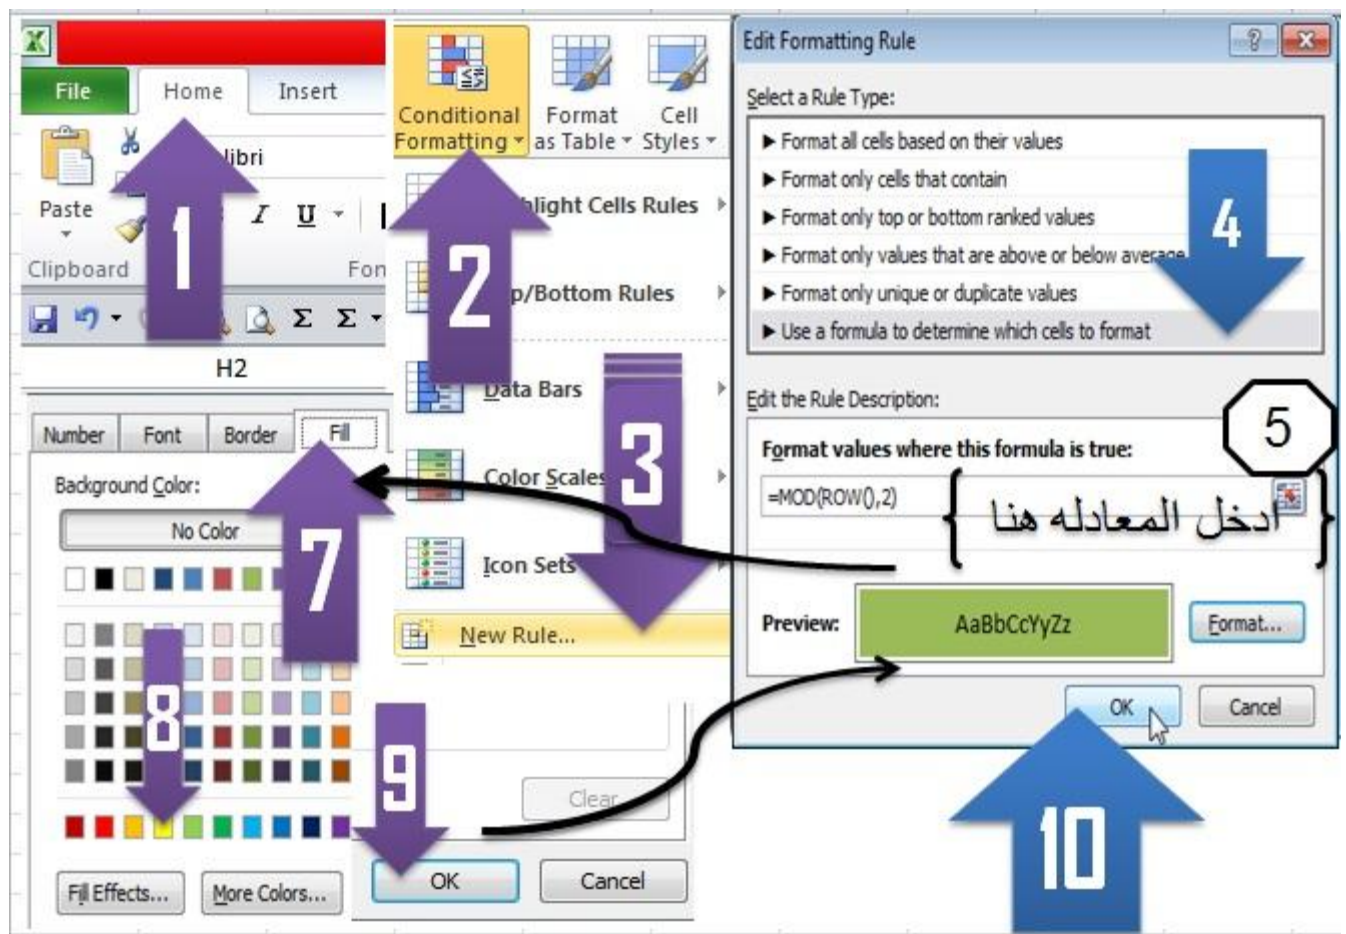 File Home Insert
libri
Paste
I U
Clipboard
Fon
Σ Σ
H2
1
Conditional Formatting
Format as Table
Cell Styles
2
light Cells Rules
p/Bottom Rules
Data Bars
3
Color Scales
Icon Sets
New Rule...
Edit Formatting Rule
Select a Rule Type:
► Format all cells based on their values
► Format only cells that contain
► Format only top or bottom ranked values
► Format only values that are above or below average
► Format only unique or duplicate values
► Use a formula to determine which cells to format
4
Edit the Rule Description:
5
Format values where this formula is true:
=MOD(ROW(),2)
{ ادخل المعادله هنا }
Preview:
AaBbCcYyZz
Format...
OK Cancel
10
Number Font Border Fill
Background Color:
No Color
7
8
Fill Effects... More Colors...
9
Clear
OK Cancel